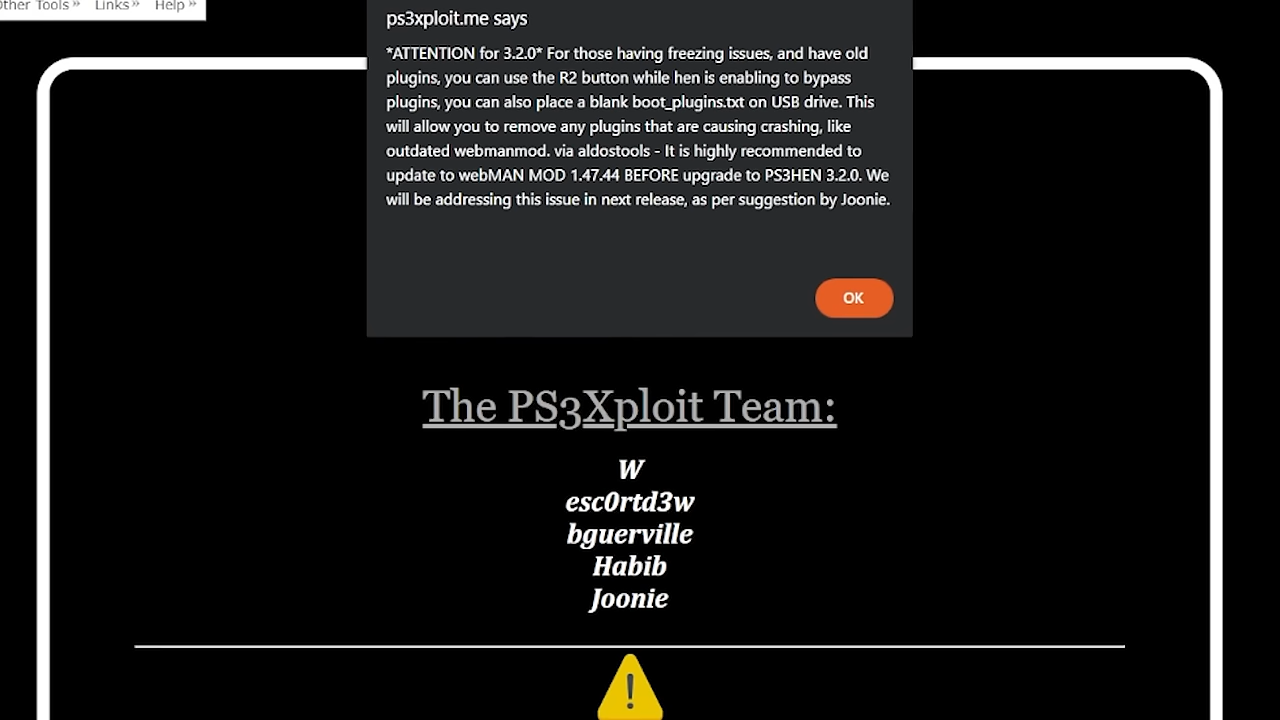 ther Tools »
Links »
Help »
ps3xploit.me says
*ATTENTION for 3.2.0* For those having freezing issues, and have old
plugins, you can use the R2 button while hen is enabling to bypass
plugins, you can also place a blank boot_plugins.txt on USB drive. This
will allow you to remove any plugins that are causing crashing, like
outdated webmanmod. via aldostools - It is highly recommended to
update to webMAN MOD 1.47.44 BEFORE upgrade to PS3HEN 3.2.0. We
will be addressing this issue in next release, as per suggestion by Joonie.
OK
The PS3Xploit Team:
W
esc0rtd3w
bguerville
Habib
Joonie